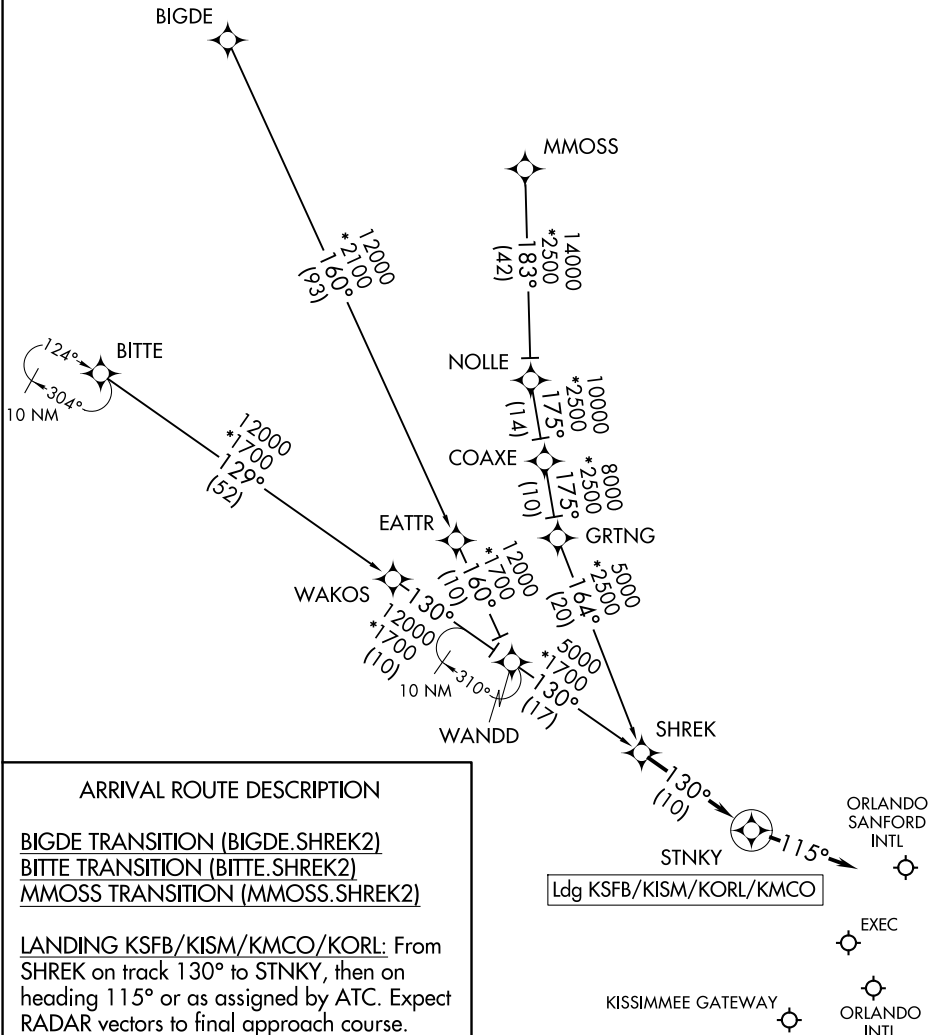 BIGDE
MMOSS
12000
*2100
160°
(93)
14000
*2500
183°
(42)
124°
BITTE
304°
10 NM
NOLLE
10000
*2500
175°
(14)
12000
*1700
129°
(52)
COAXE
8000
*2500
175°
(10)
EATTR
GRTNG
12000
*1700
160°
(10)
5000
*2500
164°
(20)
WAKOS
130°
12000
*1700
(10)
10 NM
310°
5000
*1700
130°
(17)
WANDD
SHREK
130°
(10)
STNKY
115°
ORLANDO
SANFORD
INTL
Ldg KSFB/KISM/KORL/KMCO
EXEC
KISSIMMEE GATEWAY
ORLANDO
INTL
ARRIVAL ROUTE DESCRIPTION
BIGDE TRANSITION (BIGDE.SHREK2)
BITTE TRANSITION (BITTE.SHREK2)
MMOSS TRANSITION (MMOSS.SHREK2)
LANDING KSFB/KISM/KMCO/KORL: From
SHREK on track 130° to STNKY, then on
heading 115° or as assigned by ATC. Expect
RADAR vectors to final approach course.